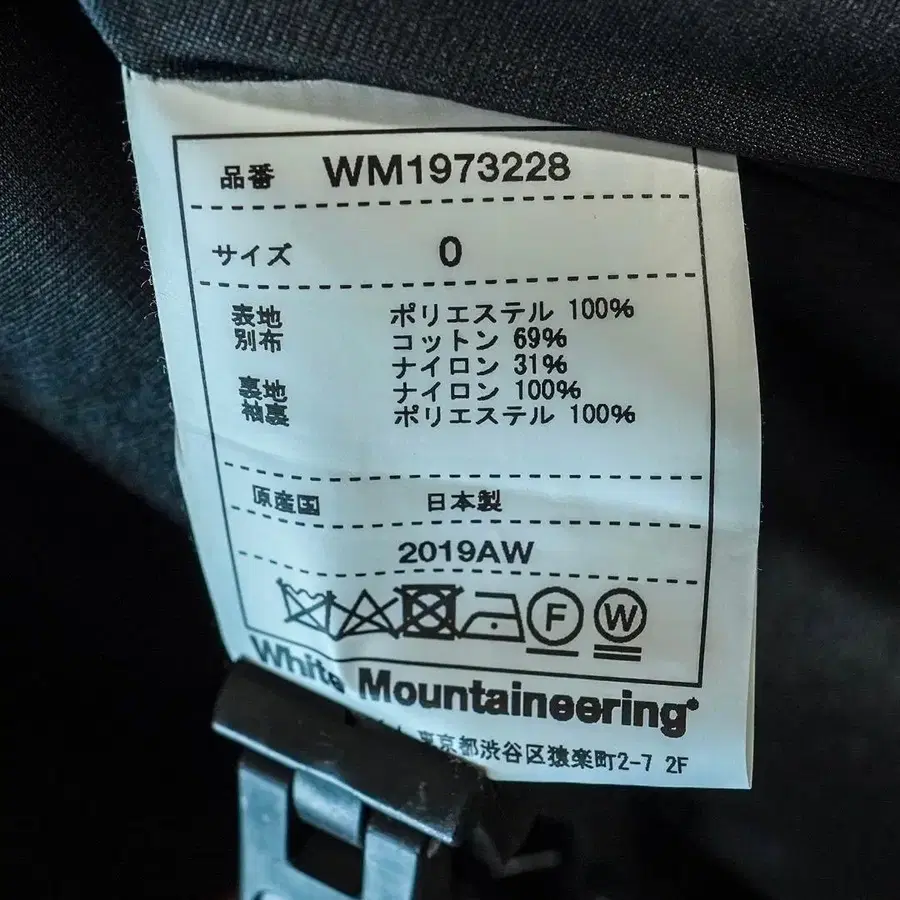 品番 WM1973228
サイズ 0
表地 ポリエステル 100%
別布 コットン 69%
ナイロン 31%
裏地 ナイロン 100%
袖裏 ポリエステル 100%
原産国 日本製
2019AW
F W
White Mountaineering
東京都渋谷区猿楽町2-7 2F